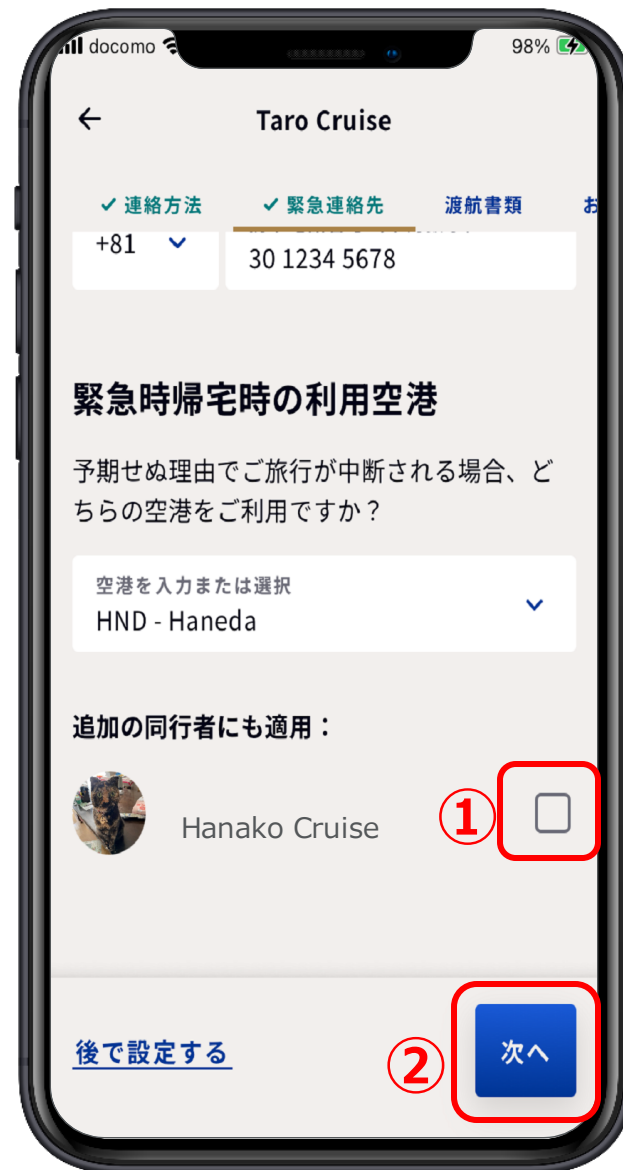 docomo 98%
Taro Cruise
連絡方法 緊急連絡先 渡航書類 お
+81 30 1234 5678
緊急時帰宅時の利用空港
予期せぬ理由でご旅行が中断される場合、ど
ちらの空港をご利用ですか？
空港を入力または選択
HND - Haneda
追加の同行者にも適用：
Hanako Cruise ①
後で設定する ② 次へ